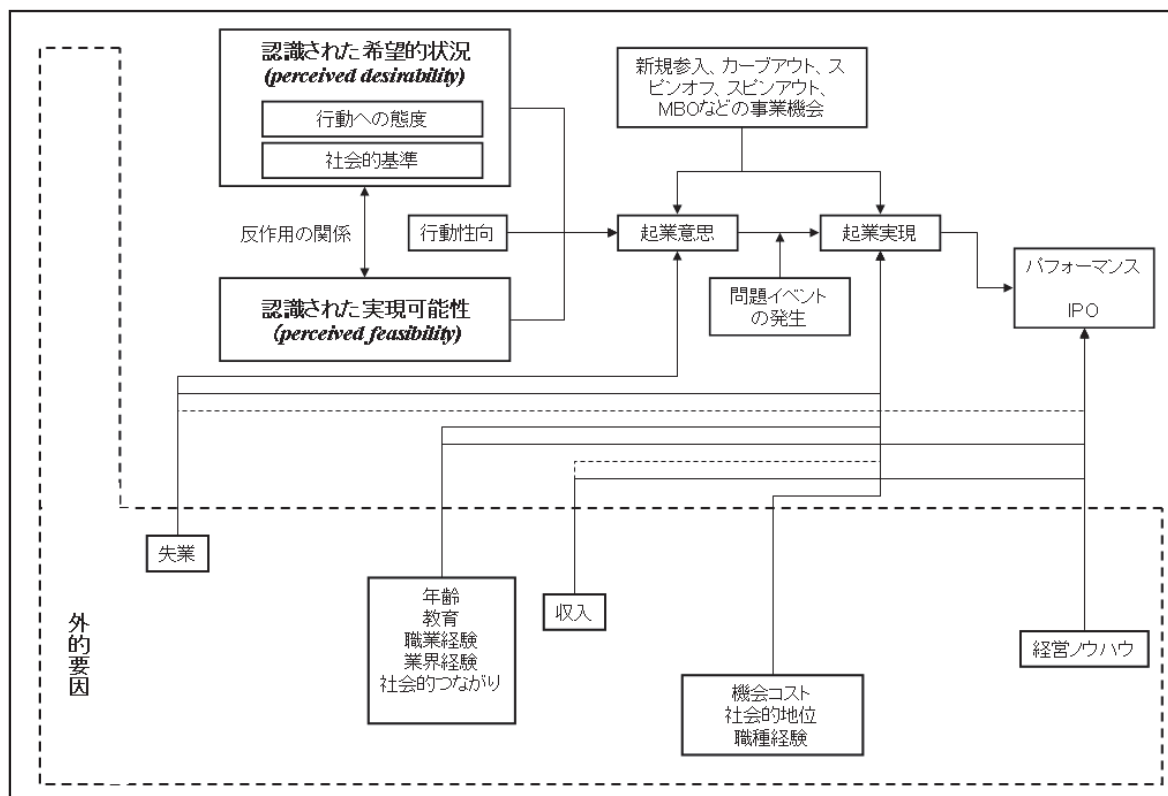 認識された希望的状況
(perceived desirability)
行動への態度
社会的基準
新規参入、カーブアウト、ス
ピンオフ、スピンアウト、
MBOなどの事業機会
反作用の関係
行動性向
起業意思
起業実現
認識された実現可能性
(perceived feasibility)
問題イベント
の発生
パフォーマンス
IPO
外的要因
失業
年齢
教育
職業経験
業界経験
社会的つながり
収入
機会コスト
社会的地位
職種経験
経営ノウハウ